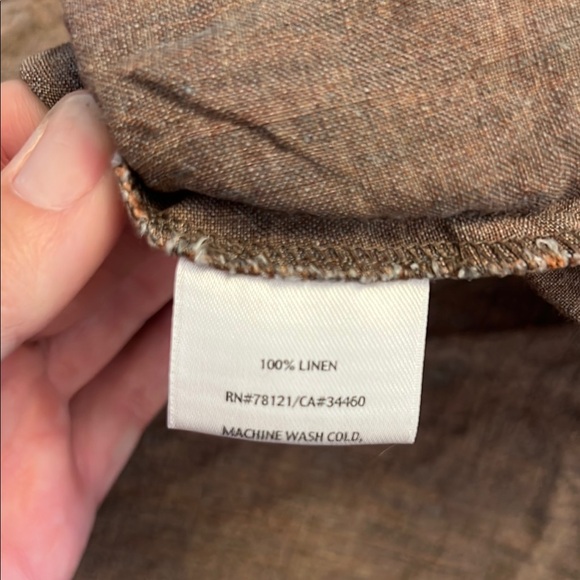 100% LINEN
RN#78121/CA#34460
MACHINE WASH COLD,